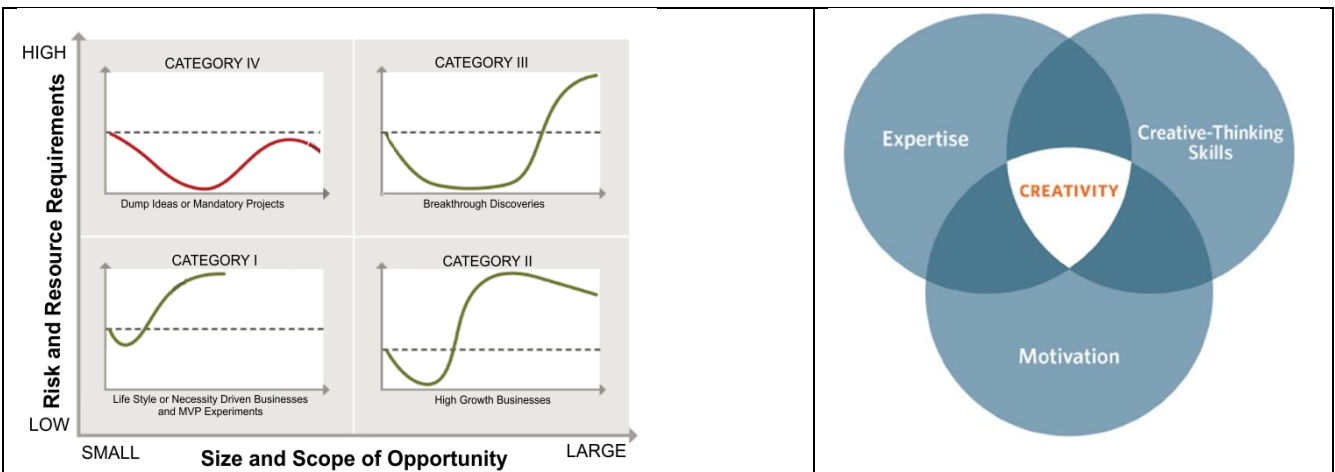 HIGH
Risk and Resource Requirements
LOW
CATEGORY IV
Dump Ideas or Mandatory Projects
CATEGORY III
Breakthrough Discoveries
CATEGORY I
Life Style or Necessity Driven Businesses
and MVP Experiments
CATEGORY II
High Growth Businesses
SMALL
Size and Scope of Opportunity
LARGE
Expertise
Creative-Thinking
Skills
CREATIVITY
Motivation